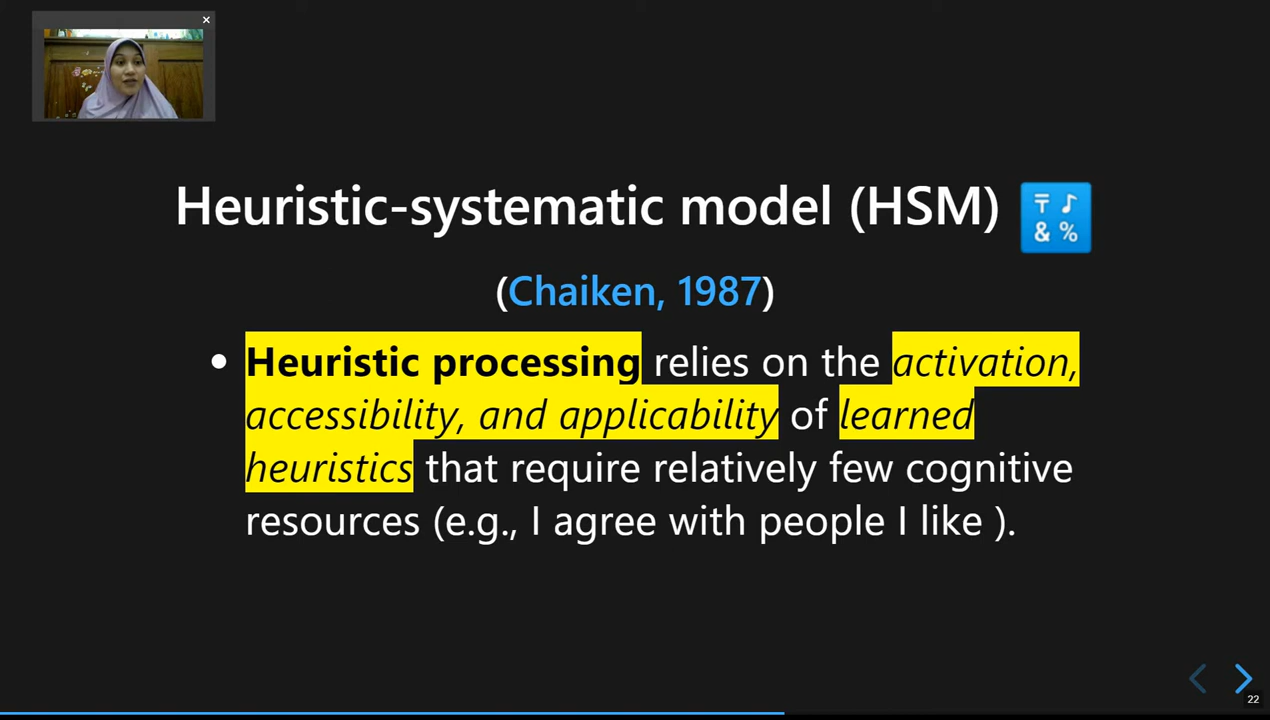 Heuristic-systematic model (HSM) 〒♪&%
(Chaiken, 1987)
• Heuristic processing relies on the activation,
accessibility, and applicability of learned
heuristics that require relatively few cognitive
resources (e.g., I agree with people I like ).
22